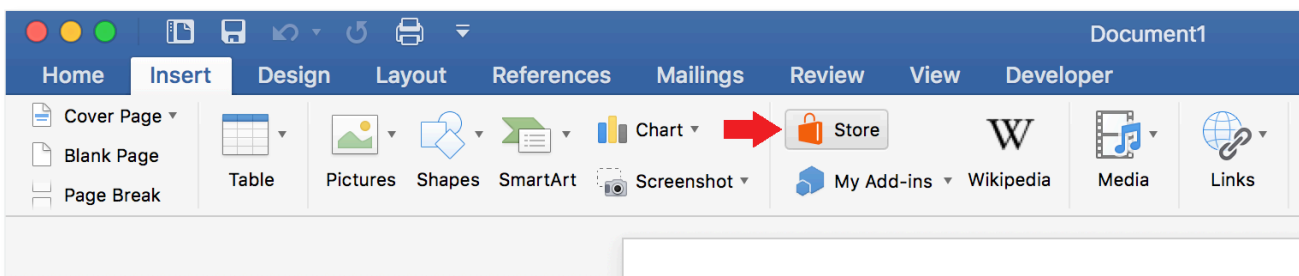 Document1
Home Insert Design Layout References Mailings Review View Developer
Cover Page
Blank Page
Page Break
Table
Pictures
Shapes
SmartArt
Chart
Screenshot
Store
My Add-ins
W
Wikipedia
Media
Links